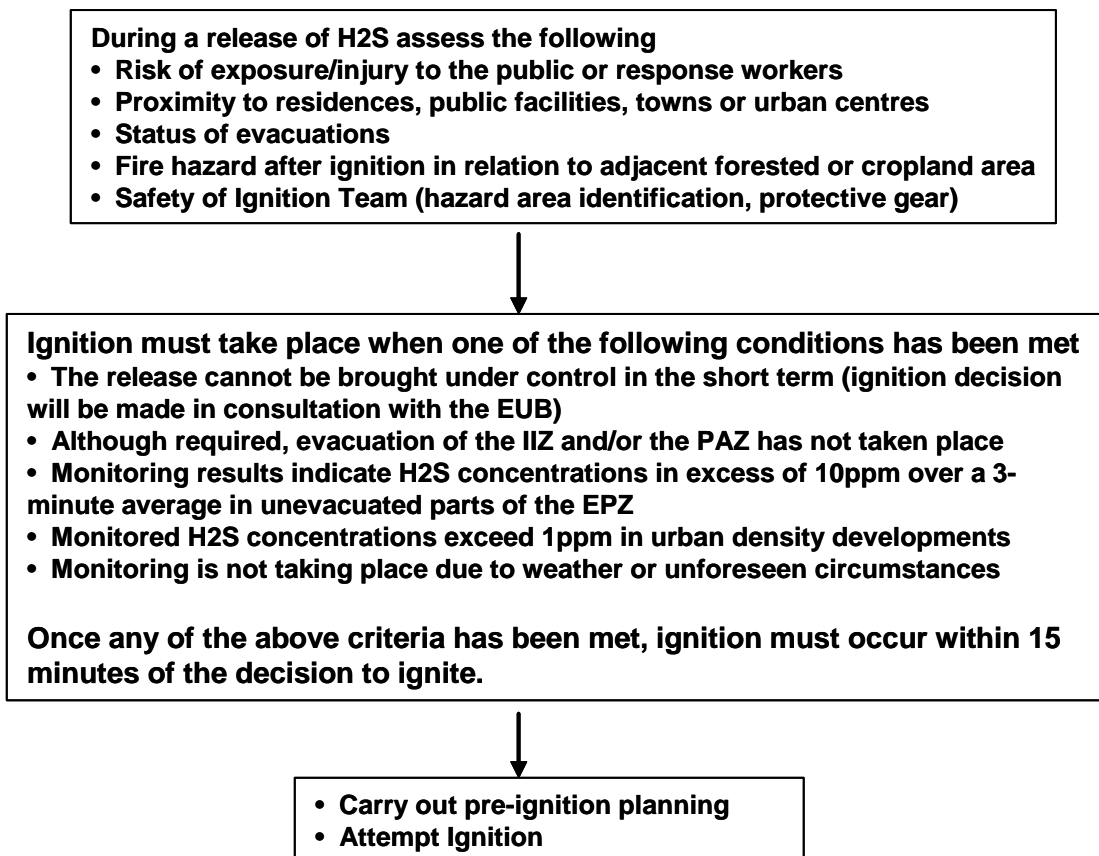 During a release of H2S assess the following
• Risk of exposure/injury to the public or response workers
• Proximity to residences, public facilities, towns or urban centres
• Status of evacuations
• Fire hazard after ignition in relation to adjacent forested or cropland area
• Safety of Ignition Team (hazard area identification, protective gear)
Ignition must take place when one of the following conditions has been met
• The release cannot be brought under control in the short term (ignition decision
will be made in consultation with the EUB)
• Although required, evacuation of the IIZ and/or the PAZ has not taken place
• Monitoring results indicate H2S concentrations in excess of 10ppm over a 3-
minute average in unevacuated parts of the EPZ
• Monitored H2S concentrations exceed 1ppm in urban density developments
• Monitoring is not taking place due to weather or unforeseen circumstances
Once any of the above criteria has been met, ignition must occur within 15
minutes of the decision to ignite.
• Carry out pre-ignition planning
• Attempt Ignition